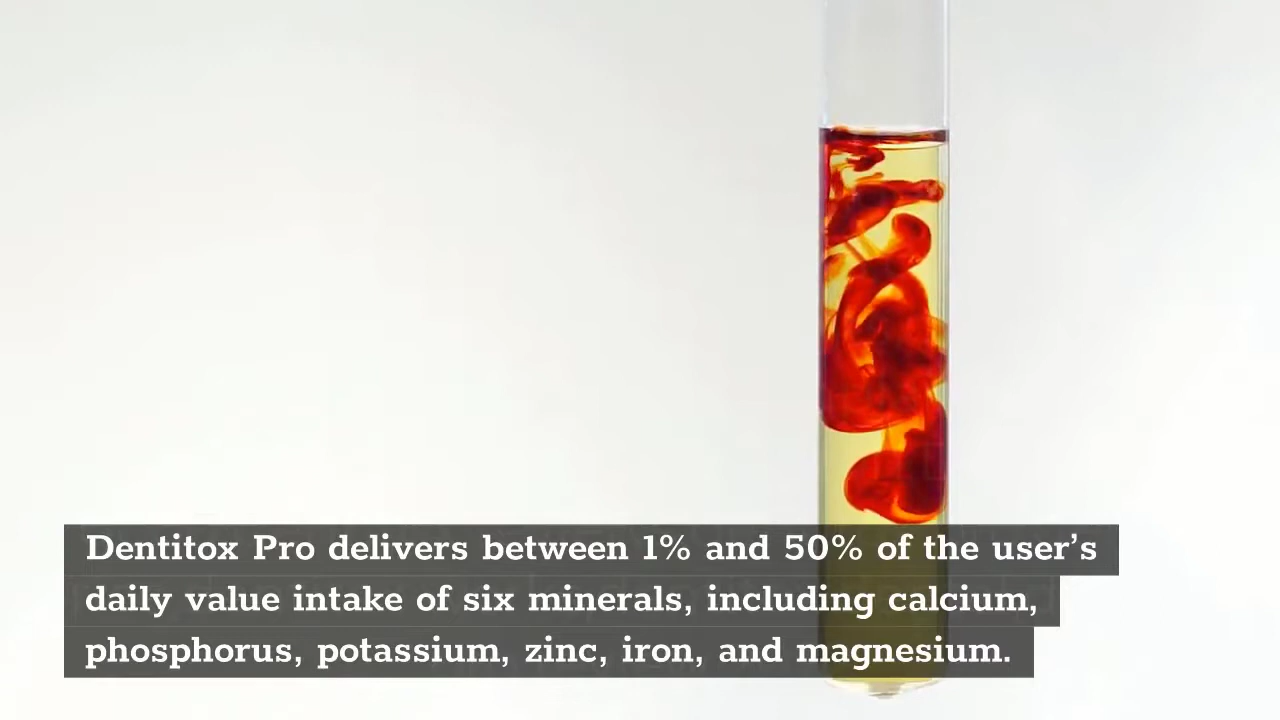 Dentitox Pro delivers between 1% and 50% of the user’s
daily value intake of six minerals, including calcium,
phosphorus, potassium, zinc, iron, and magnesium.